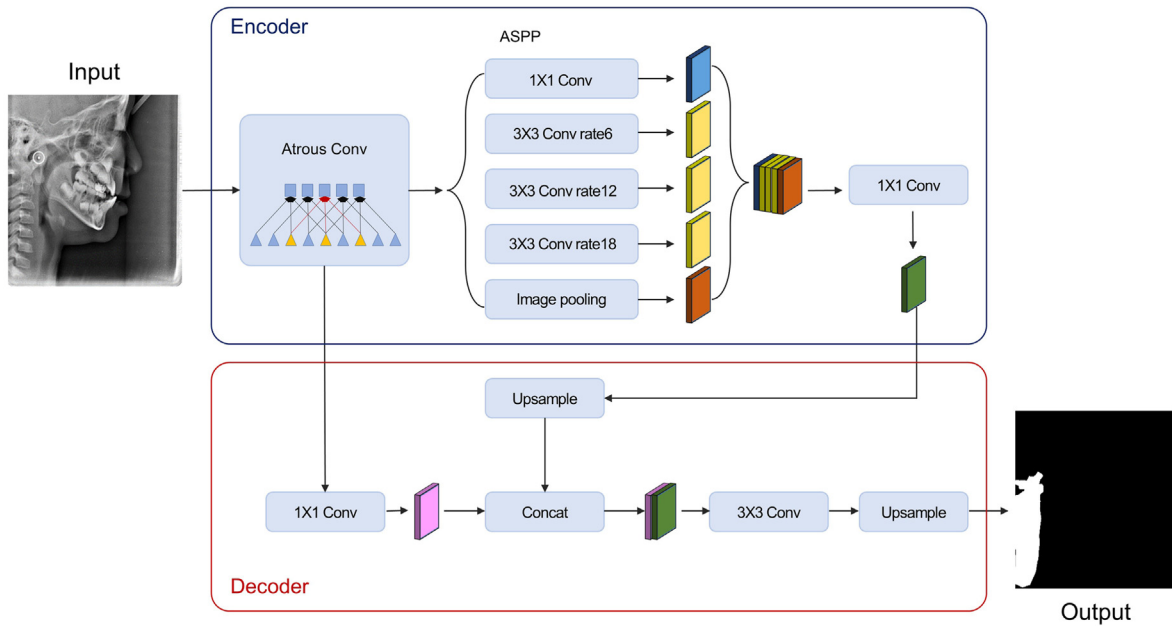 Encoder
ASPP
Input
1X1 Conv
Atrous Conv
3X3 Conv rate6
3X3 Conv rate12
1X1 Conv
3X3 Conv rate18
Image pooling
Upsample
1X1 Conv
Concat
3X3 Conv
Upsample
Decoder
Output